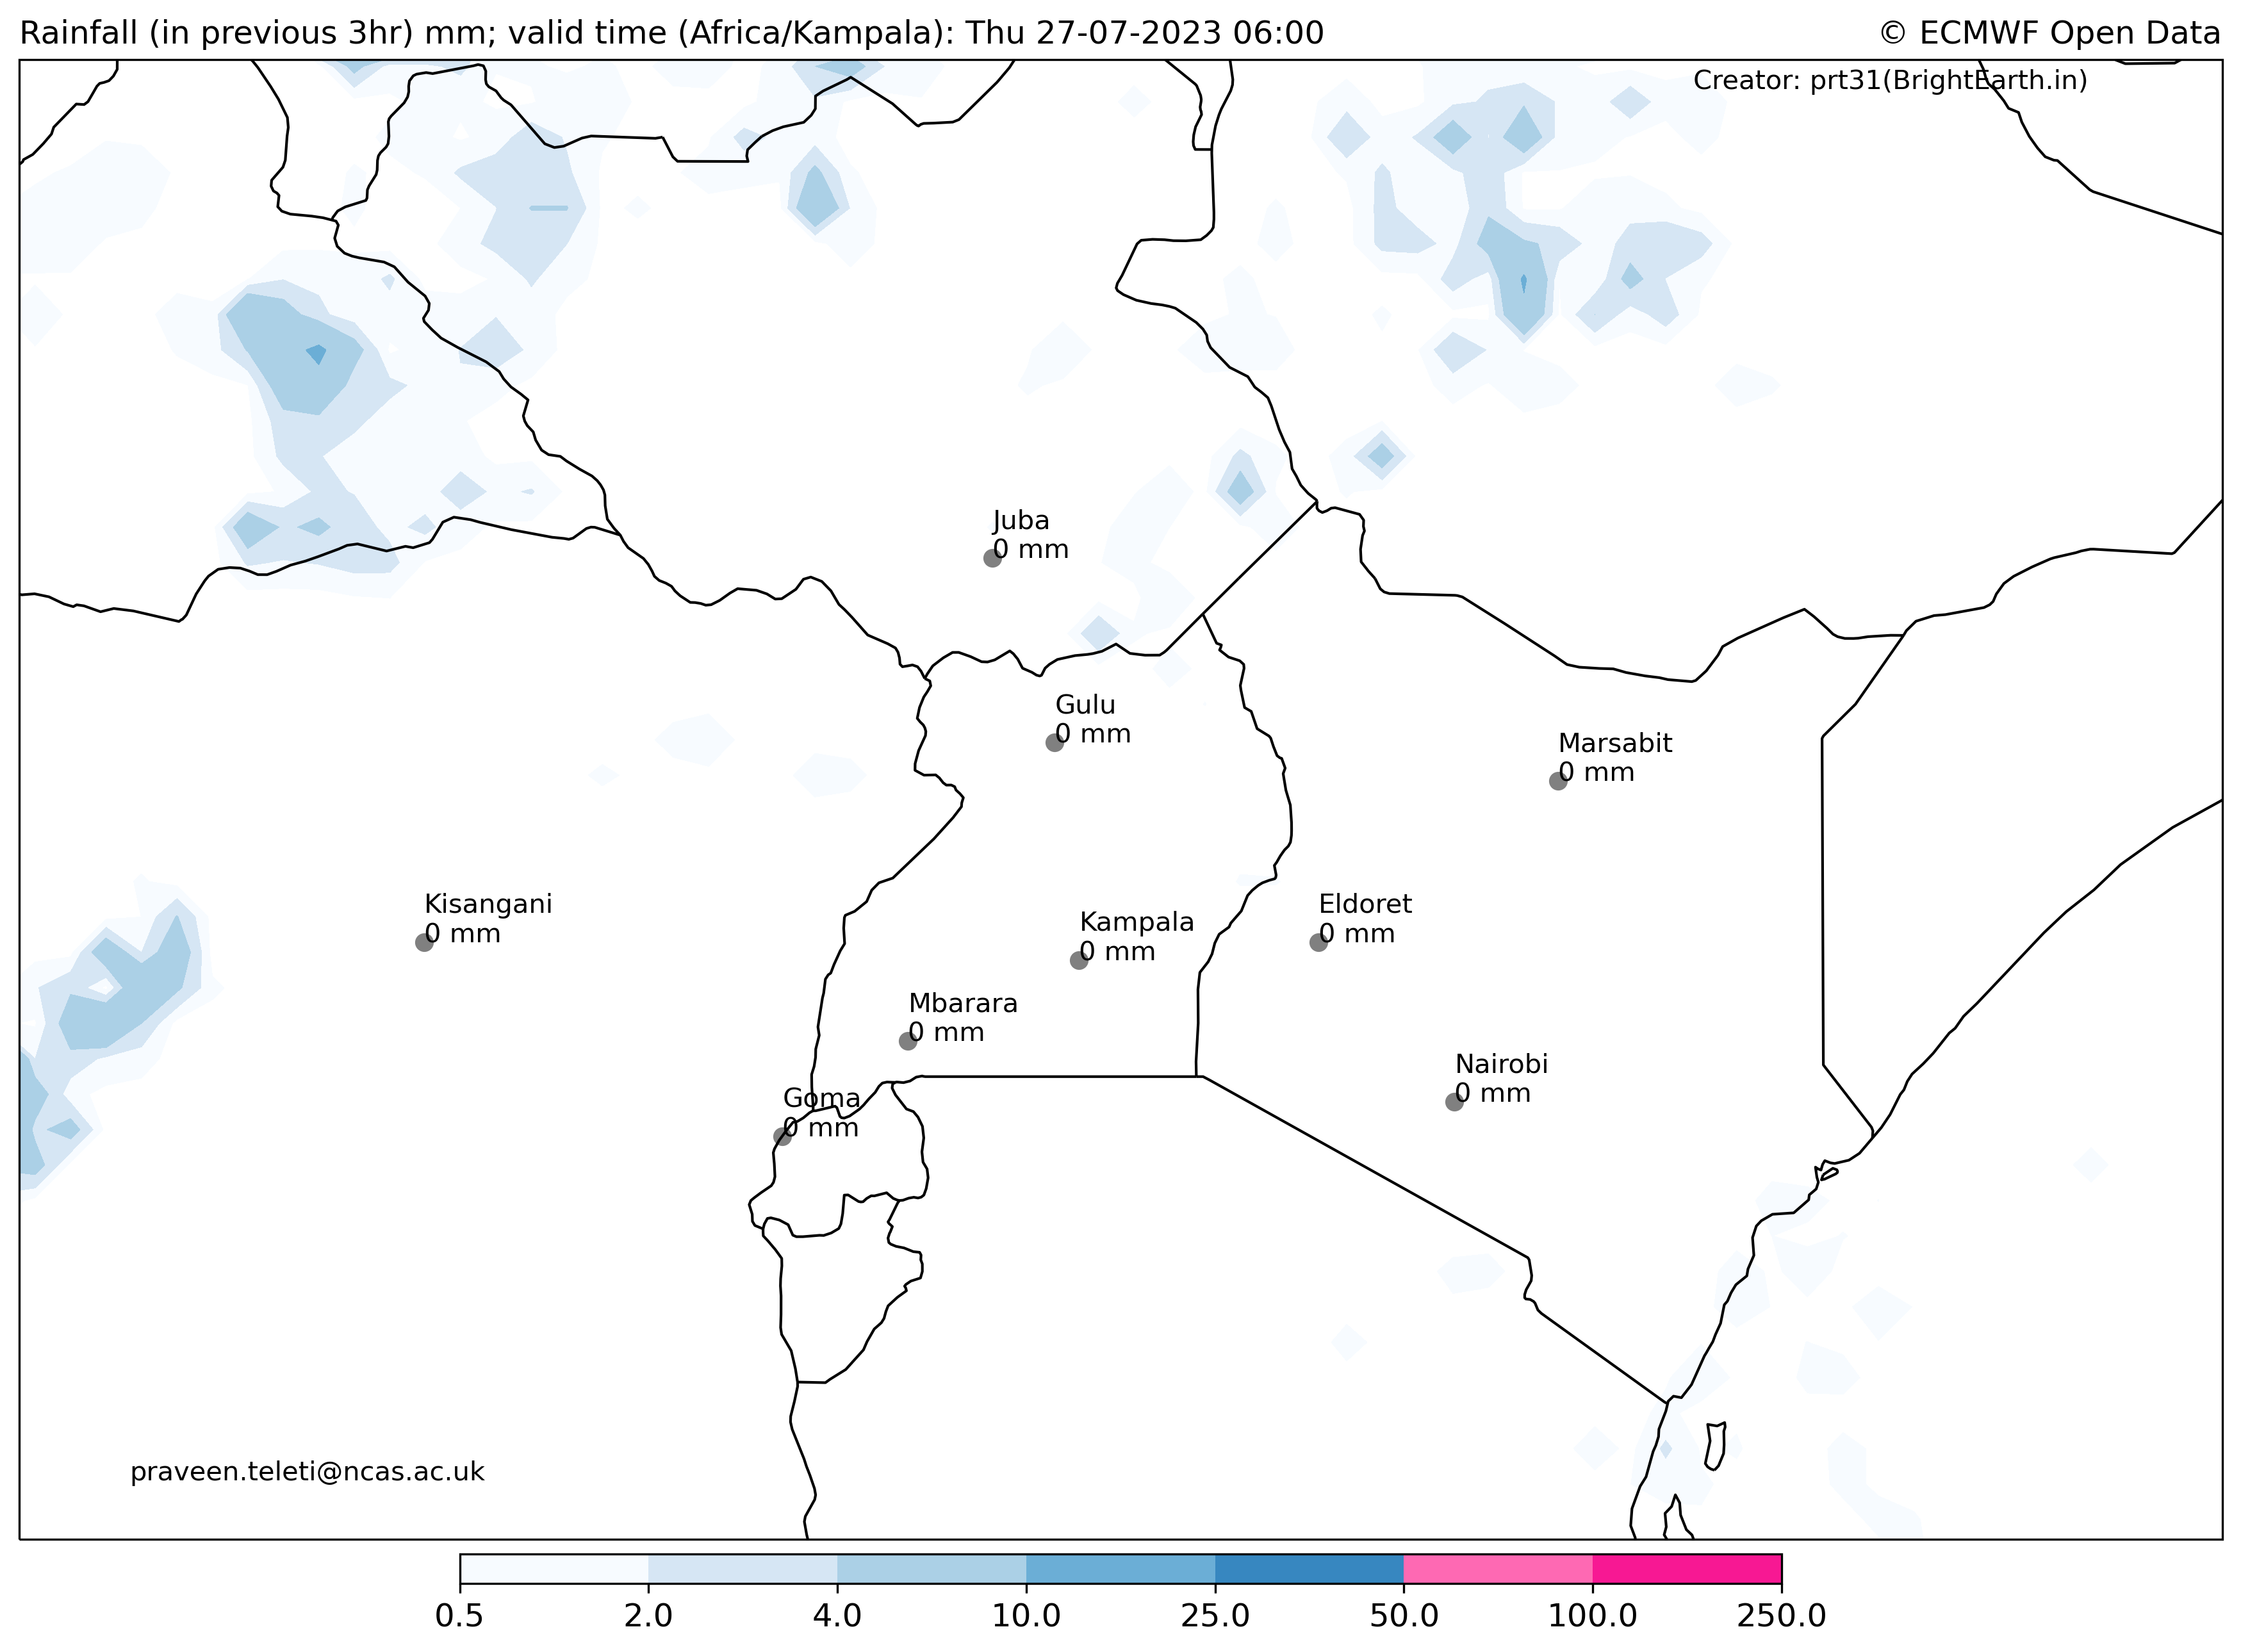 Rainfall (in previous 3hr) mm; valid time (Africa/Kampala): Thu 27-07-2023 06:00
© ECMWF Open Data
Creator: prt31(BrightEarth.in)
Juba
0 mm
Gulu
0 mm
Marsabit
0 mm
Kisangani
0 mm
Kampala
0 mm
Eldoret
0 mm
Mbarara
0 mm
Nairobi
0 mm
Goma
0 mm
praveen.teleti@ncas.ac.uk
0.5 2.0 4.0 10.0 25.0 50.0 100.0 250.0